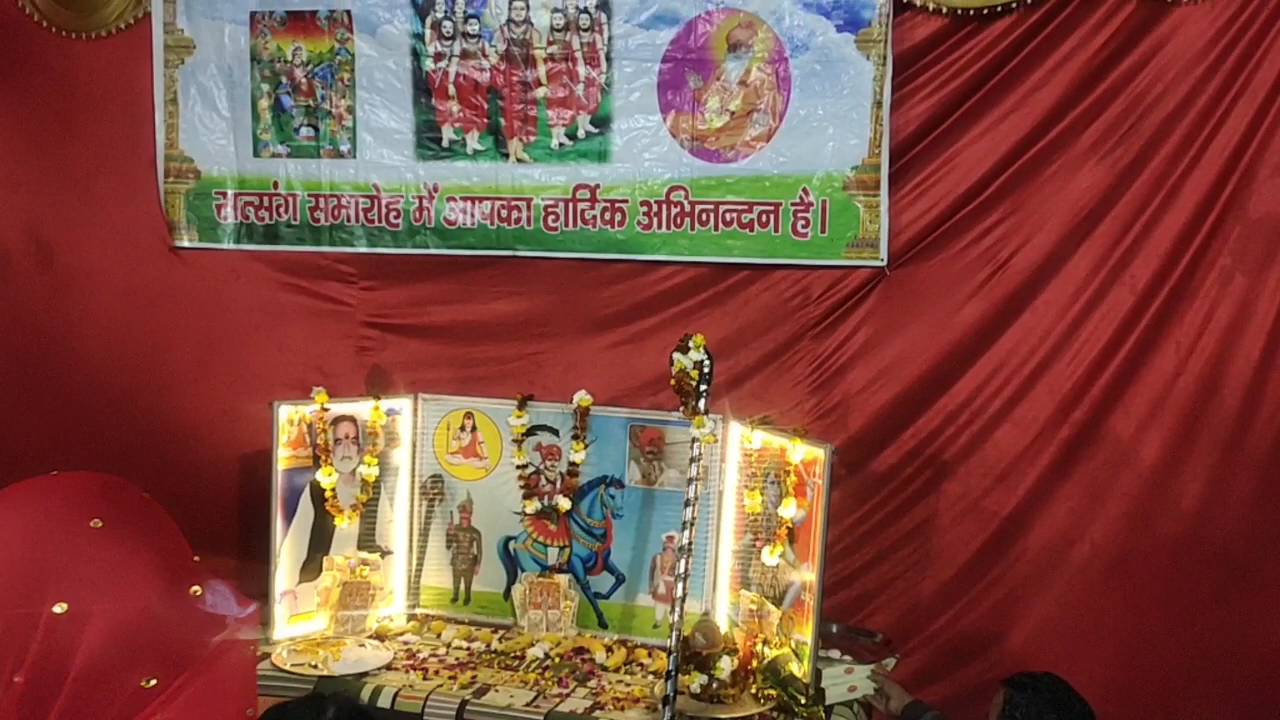 सत्संग समारोह में आपका हार्दिक अभिनन्दन है।